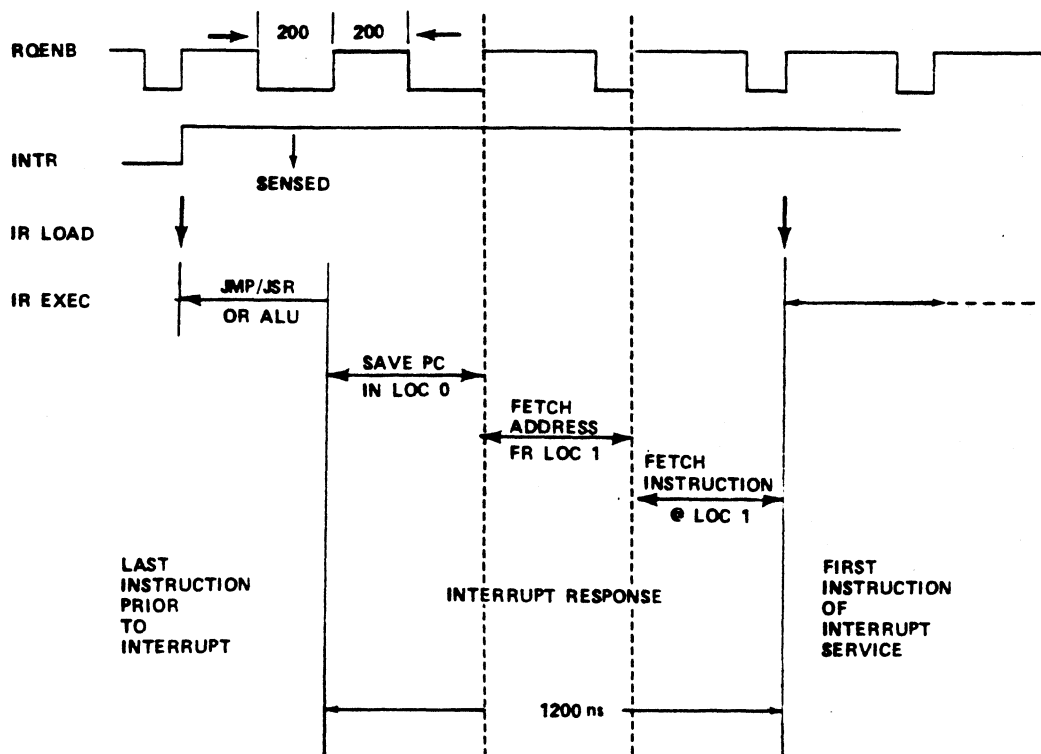 200 200
RQENB
INTR
SENSED
IR LOAD
IR EXEC
JMP/JSR
OR ALU
SAVE PC
IN LOC 0
FETCH
ADDRESS
FR LOC 1
FETCH
INSTRUCTION
@ LOC 1
LAST
INSTRUCTION
PRIOR
TO
INTERRUPT
INTERRUPT RESPONSE
FIRST
INSTRUCTION
OF
INTERRUPT
SERVICE
1200 ns